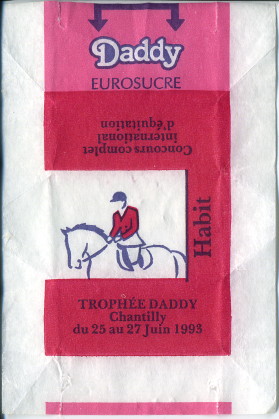 Daddy
EUROSUCRE
Concours complet
international
d'équitation
Habit
TROPHÉE DADDY
Chantilly
du 25 au 27 Juin 1993